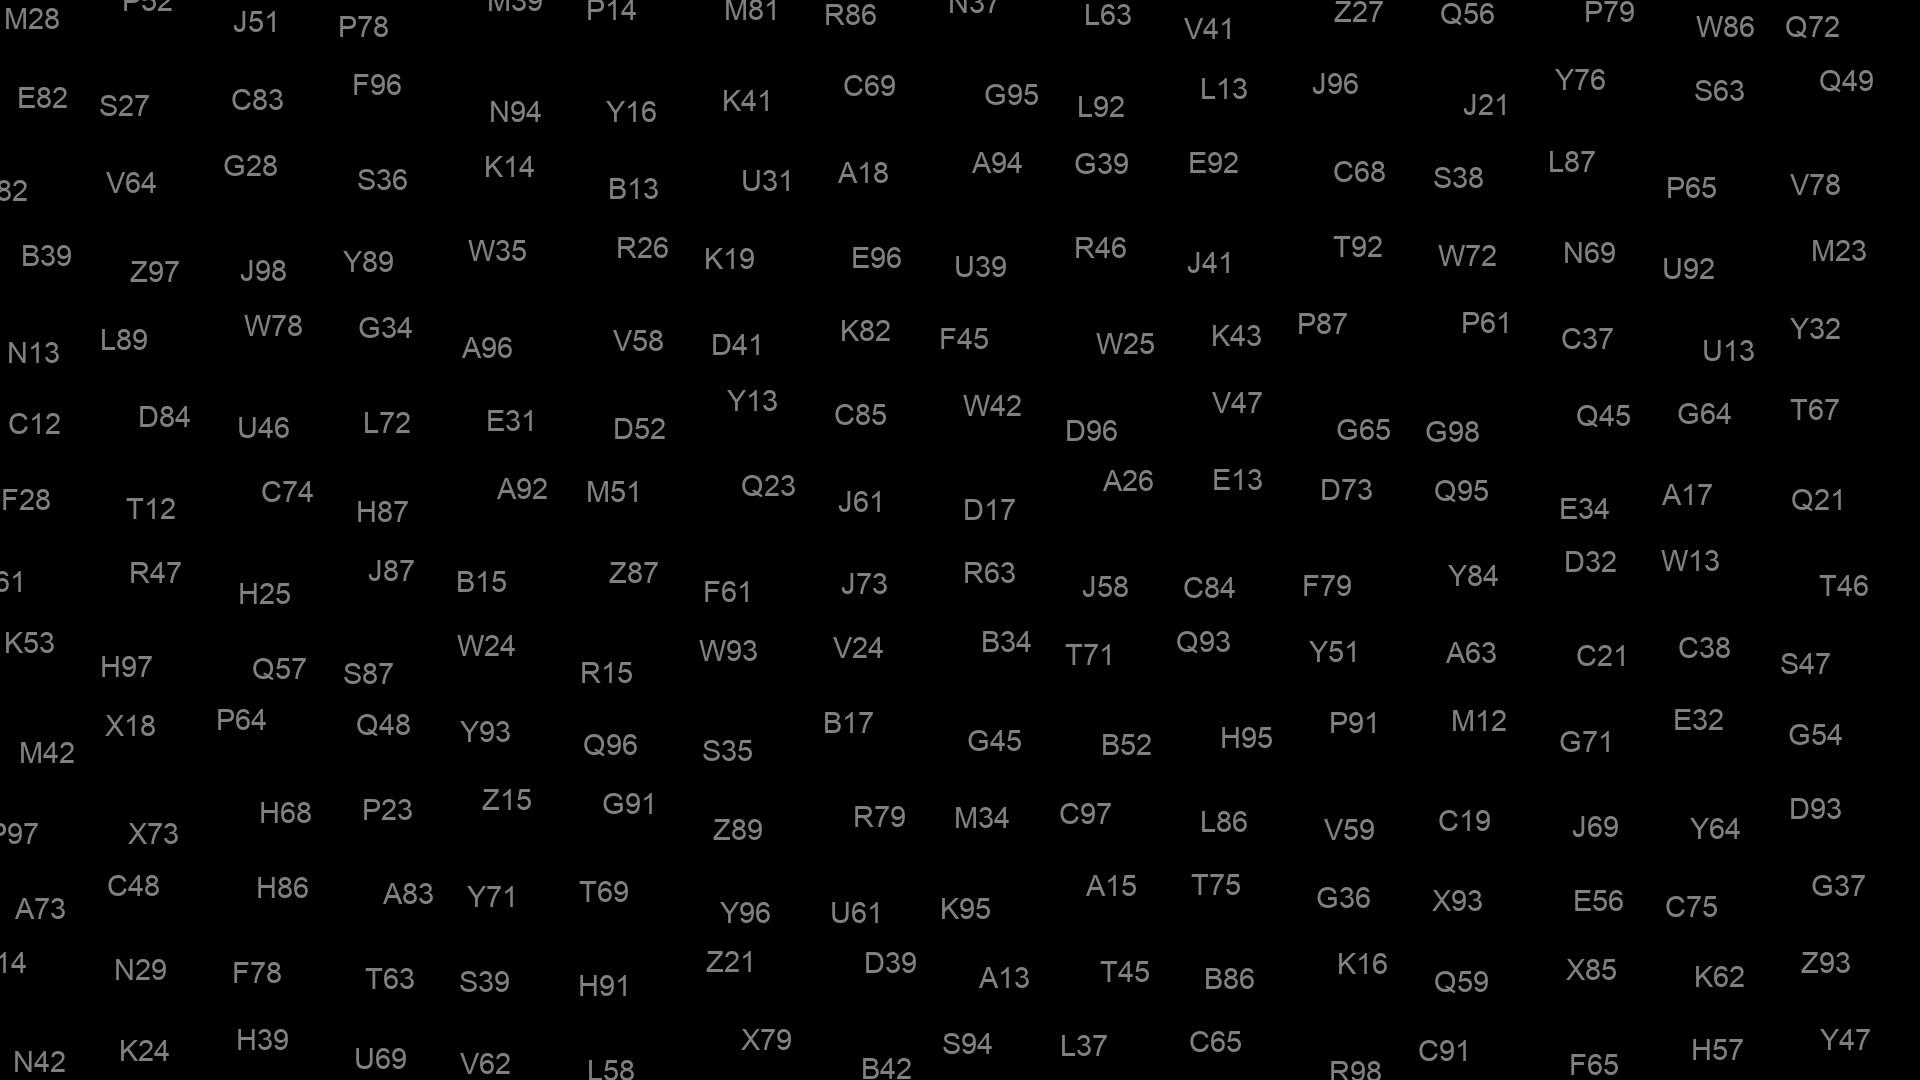 M28 P52 J51 P78 M39 P14 M81 R86 N37 L63 V41 Z27 Q56 P79 W86 Q72
E82 S27 C83 F96 N94 Y16 K41 C69 G95 L92 L13 J96 J21 Y76 S63 Q49
82 V64 G28 S36 K14 B13 U31 A18 A94 G39 E92 C68 S38 L87 P65 V78
B39 Z97 J98 Y89 W35 R26 K19 E96 U39 R46 J41 T92 W72 N69 U92 M23
N13 L89 W78 G34 A96 V58 D41 K82 F45 W25 K43 P87 P61 C37 U13 Y32
C12 D84 U46 L72 E31 D52 Y13 C85 W42 D96 V47 G65 G98 Q45 G64 T67
F28 T12 C74 H87 A92 M51 Q23 J61 D17 A26 E13 D73 Q95 E34 A17 Q21
61 R47 H25 J87 B15 Z87 F61 J73 R63 J58 C84 F79 Y84 D32 W13 T46
K53 H97 Q57 S87 W24 R15 W93 V24 B34 T71 Q93 Y51 A63 C21 C38 S47
M42 X18 P64 Q48 Y93 Q96 S35 B17 G45 B52 H95 P91 M12 G71 E32 G54
P97 X73 H68 P23 Z15 G91 Z89 R79 M34 C97 L86 V59 C19 J69 Y64 D93
A73 C48 H86 A83 Y71 T69 Y96 U61 K95 A15 T75 G36 X93 E56 C75 G37
14 N29 F78 T63 S39 H91 Z21 D39 A13 T45 B86 K16 Q59 X85 K62 Z93
N42 K24 H39 U69 V62 L58 X79 B42 S94 L37 C65 R98 C91 F65 H57 Y47